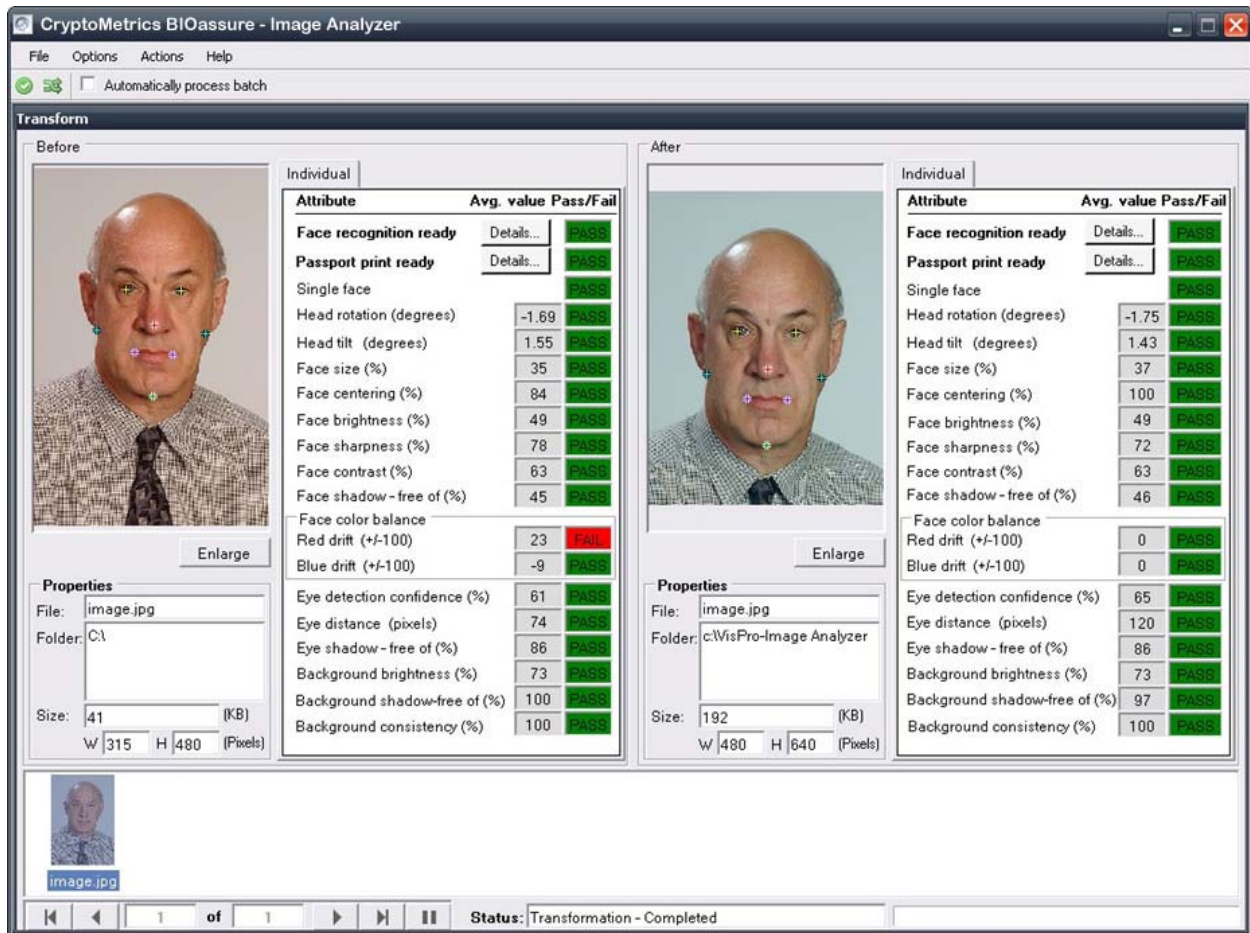 CryptoMetrics BIOassure - Image Analyzer
File Options Actions Help
Automatically process batch
Transform
Before
Individual
Attribute Avg. value Pass/Fail
Face recognition ready Details... PASS
Passport print ready Details... PASS
Single face PASS
Head rotation (degrees) -1.69 PASS
Head tilt (degrees) 1.55 PASS
Face size (%) 35 PASS
Face centering (%) 84 PASS
Face brightness (%) 49 PASS
Face sharpness (%) 78 PASS
Face contrast (%) 63 PASS
Face shadow - free of (%) 45 PASS
Face color balance
Red drift (+/-100) 23 FAIL
Blue drift (+/-100) -9 PASS
Eye detection confidence (%) 61 PASS
Eye distance (pixels) 74 PASS
Eye shadow - free of (%) 86 PASS
Background brightness (%) 73 PASS
Background shadow-free of (%) 100 PASS
Background consistency (%) 100 PASS
Enlarge
Properties
File: image.jpg
Folder: C:\
Size: 41 (KB)
W 315 H 480 (Pixels)
After
Individual
Attribute Avg. value Pass/Fail
Face recognition ready Details... PASS
Passport print ready Details... PASS
Single face PASS
Head rotation (degrees) -1.75 PASS
Head tilt (degrees) 1.43 PASS
Face size (%) 37 PASS
Face centering (%) 100 PASS
Face brightness (%) 49 PASS
Face sharpness (%) 72 PASS
Face contrast (%) 63 PASS
Face shadow - free of (%) 46 PASS
Face color balance
Red drift (+/-100) 0 PASS
Blue drift (+/-100) 0 PASS
Eye detection confidence (%) 65 PASS
Eye distance (pixels) 120 PASS
Eye shadow - free of (%) 86 PASS
Background brightness (%) 73 PASS
Background shadow-free of (%) 97 PASS
Background consistency (%) 100 PASS
Enlarge
Properties
File: image.jpg
Folder: c:\VisPro-Image Analyzer
Size: 192 (KB)
W 480 H 640 (Pixels)
image.jpg
1 of 1
Status: Transformation - Completed